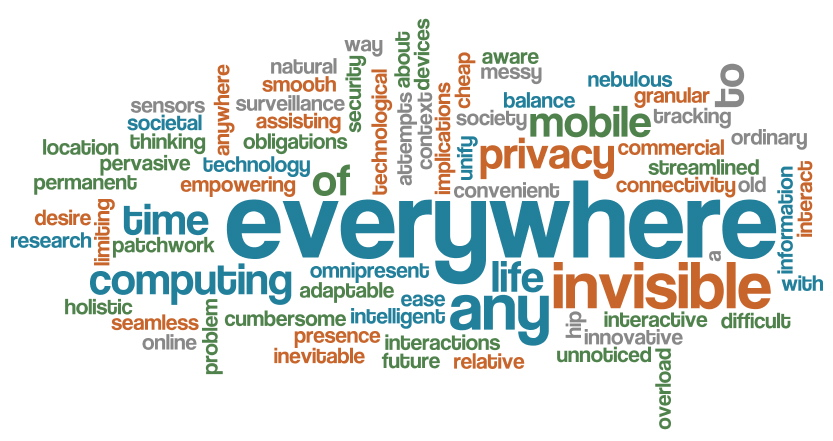 way
about
devices
natural
aware
messy
smooth
security
cheap
anywhere
technological
nebulous
to
sensors
surveillance
attempts
context
implications
balance
granular
societal
assisting
society
mobile
tracking
thinking
obligations
unify
privacy
commercial
ordinary
location
pervasive
technology
streamlined
permanent
empowering
of
convenient
connectivity
old
information
interact
desire
limiting
time
everywhere
research
patchwork
a
computing
omnipresent
life
invisible
with
adaptable
holistic
ease
any
seamless
problem
cumbersome
intelligent
hip
interactive
difficult
online
presence
interactions
innovative
inevitable
future
relative
unnoticed
overload